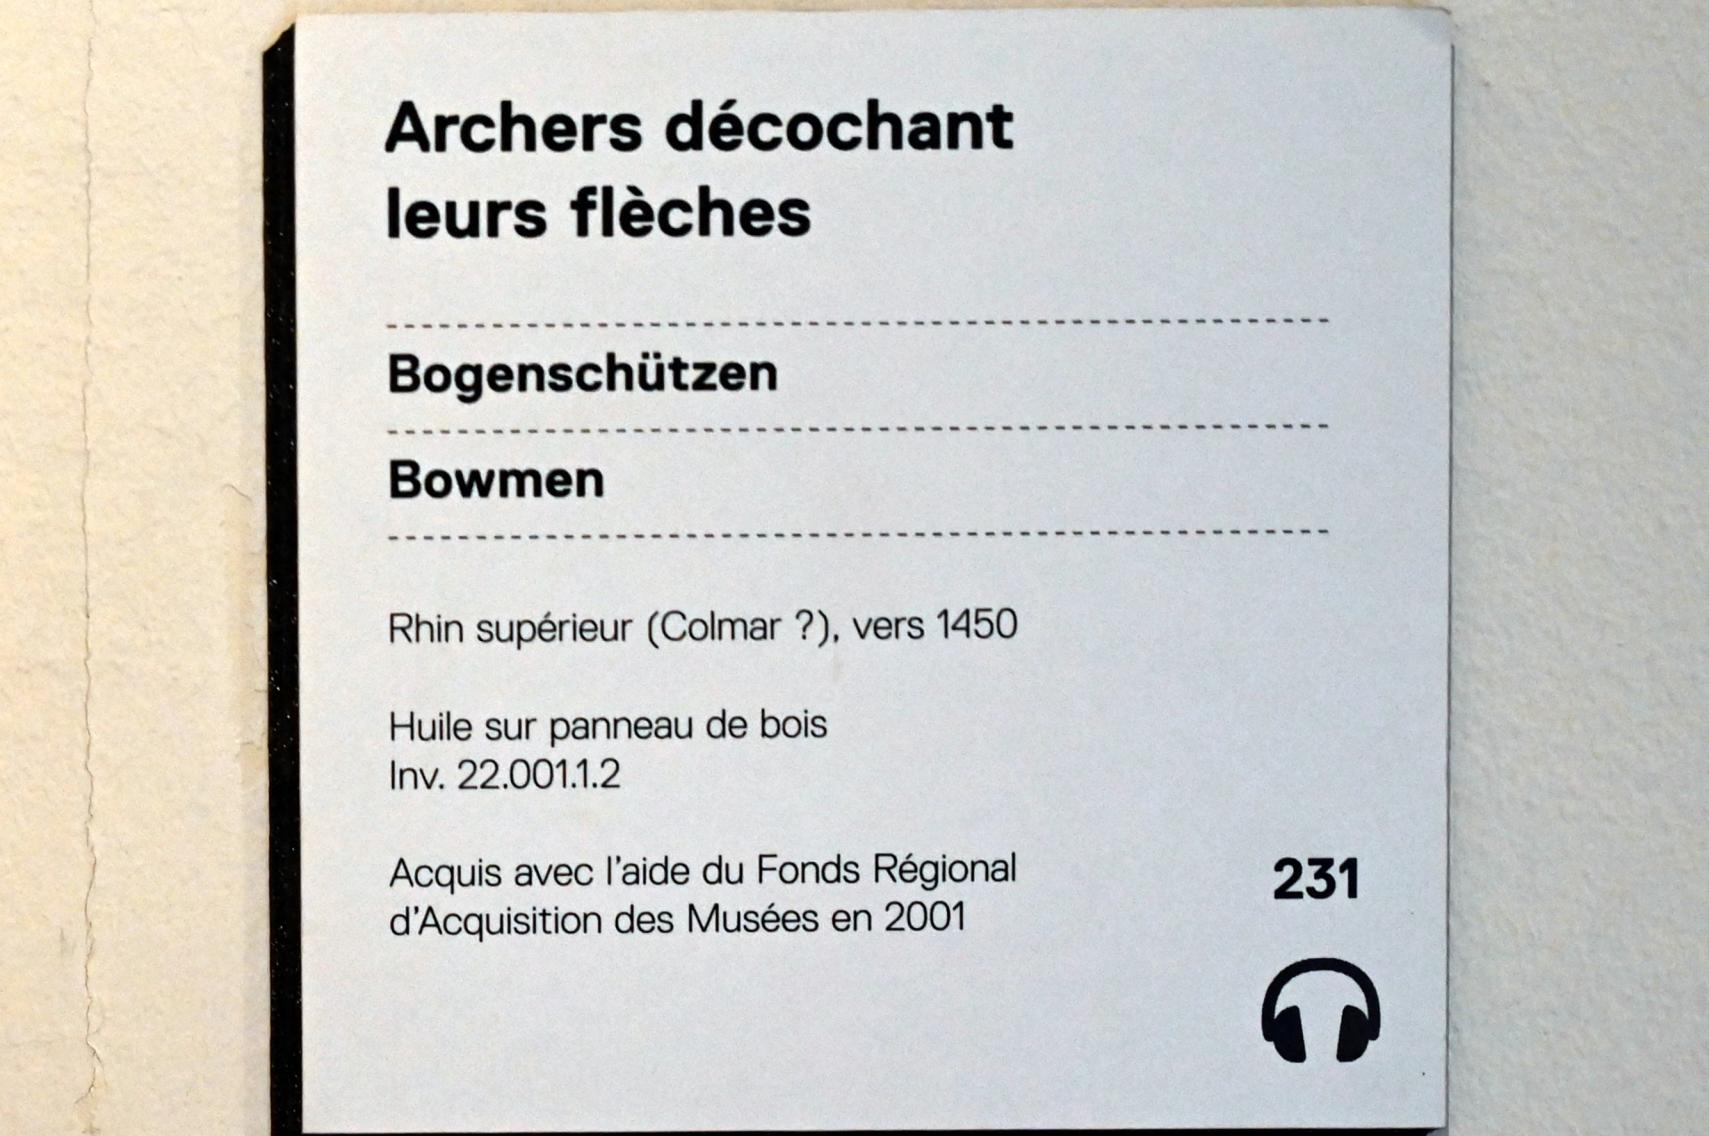 Archers décochant
leurs flèches
Bogenschützen
Bowmen
Rhin supérieur (Colmar ?), vers 1450
Huile sur panneau de bois
Inv. 22.001.1.2
Acquis avec l'aide du Fonds Régional
d'Acquisition des Musées en 2001
231